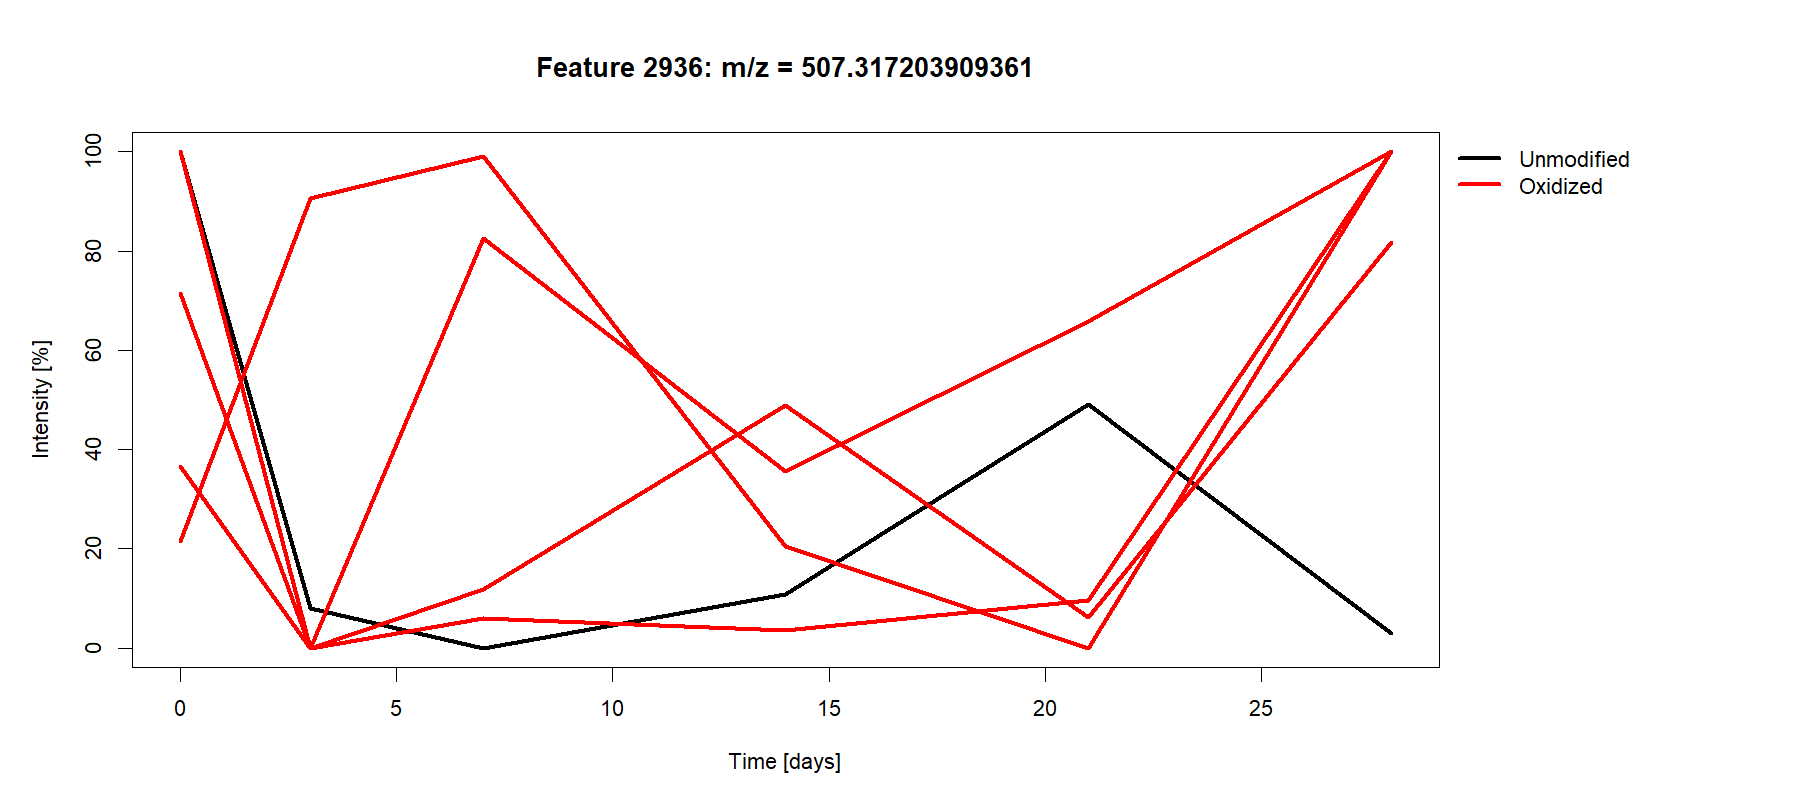 Feature 2936: m/z = 507.317203909361
Unmodified
Oxidized
Intensity [%]
100
80
60
40
20
0
0 5 10 15 20 25
Time [days]